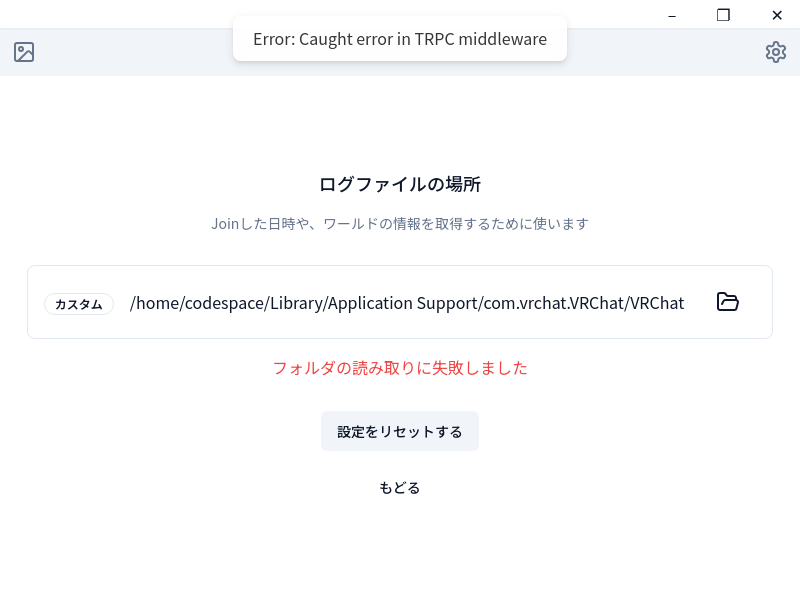 Error: Caught error in TRPC middleware
ログファイルの場所
Joinした日時や、ワールドの情報を取得するために使います
カスタム /home/codespace/Library/Application Support/com.vrchat.VRChat/VRChat
フォルダの読み取りに失敗しました
設定をリセットする
もどる